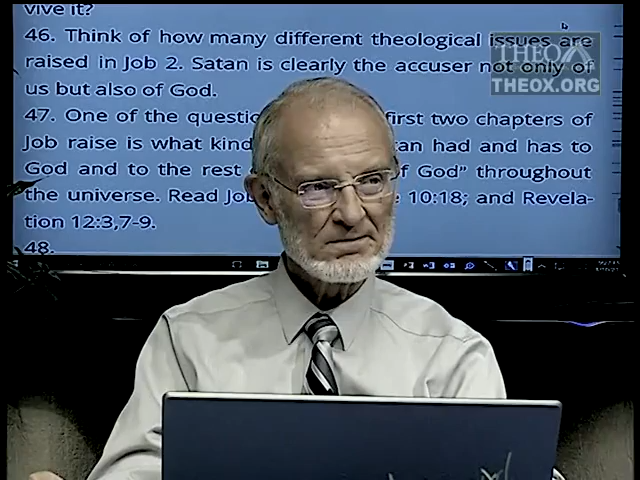 vive it?
46. Think of how many different theological issues are
raised in Job 2. Satan is clearly the accuser not only of
us but also of God.
47. One of the questio first two chapters of
Job raise is what kind tan had and has to
God and to the rest of God" throughout
the universe. Read Job 10:18; and Revela-
tion 12:3,7-9.
48.
THEOX
THEOX.ORG